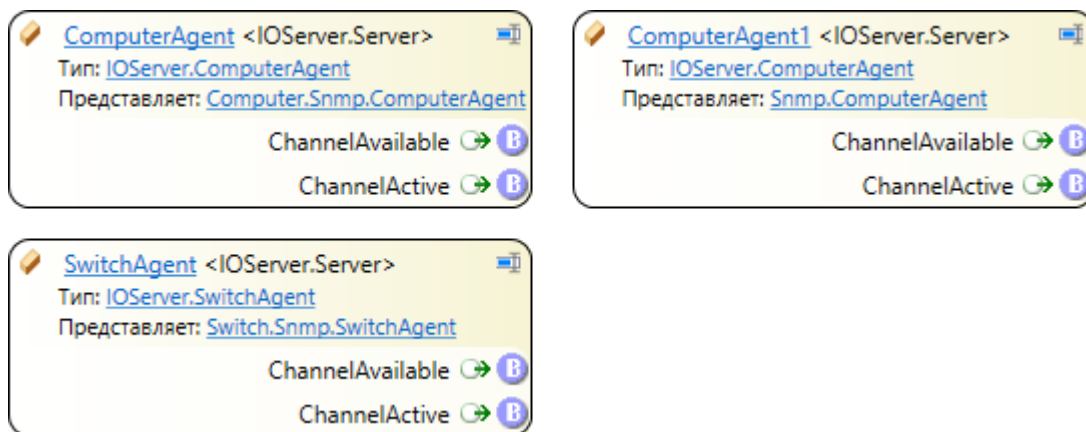 ComputerAgent <IOServer.Server>
Тип: IOServer.ComputerAgent
Представляет: Computer.Snmp.ComputerAgent
ChannelAvailable B
ChannelActive B
ComputerAgent1 <IOServer.Server>
Тип: IOServer.ComputerAgent
Представляет: Snmp.ComputerAgent
ChannelAvailable B
ChannelActive B
SwitchAgent <IOServer.Server>
Тип: IOServer.SwitchAgent
Представляет: Switch.Snmp.SwitchAgent
ChannelAvailable B
ChannelActive B